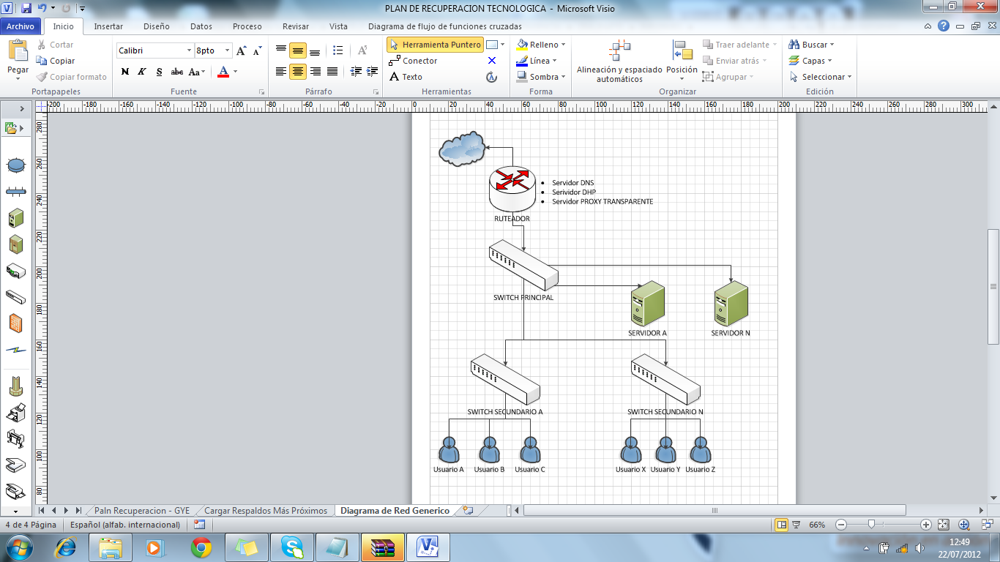 PLAN DE RECUPERACION TECNOLOGICA - Microsoft Visio
Archivo Inicio Insertar Diseño Datos Proceso Revisar Vista Diagrama de flujo de funciones cruzadas
Pegar
Cortar
Copiar
Copiar formato
Portapapeles
Calibri 8pto
N K S abc Aa A
Fuente
Párrafo
Herramienta Puntero
Conector
Texto
Herramientas
Relleno
Línea
Sombra
Forma
Alineación y espaciado automáticos
Posición
Traer adelante
Enviar atrás
Agrupar
Organizar
Buscar
Capas
Seleccionar
Edición
-200 -180 -160 -140 -120 -100 -80 -60 -40 -20 0 20 40 60 80 100 120 140 160 180 200 220 240 260 280 300
280
260
240
220
200
180
160
140
120
100
80
• Servidor DNS
• Serividor DHP
• Servidor PROXY TRANSPARENTE
RUTEADOR
SWITCH PRINCIPAL
SERVIDOR A SERVIDOR N
SWITCH SECUNDARIO A SWITCH SECUNDARIO N
Usuario A Usuario B Usuario C Usuario X Usuario Y Usuario Z
Paln Recuperacion - GYE Cargar Respaldos Más Próximos Diagrama de Red Generico
4 de 4 Página Español (alfab. internacional) 66%
12:49
22/07/2012